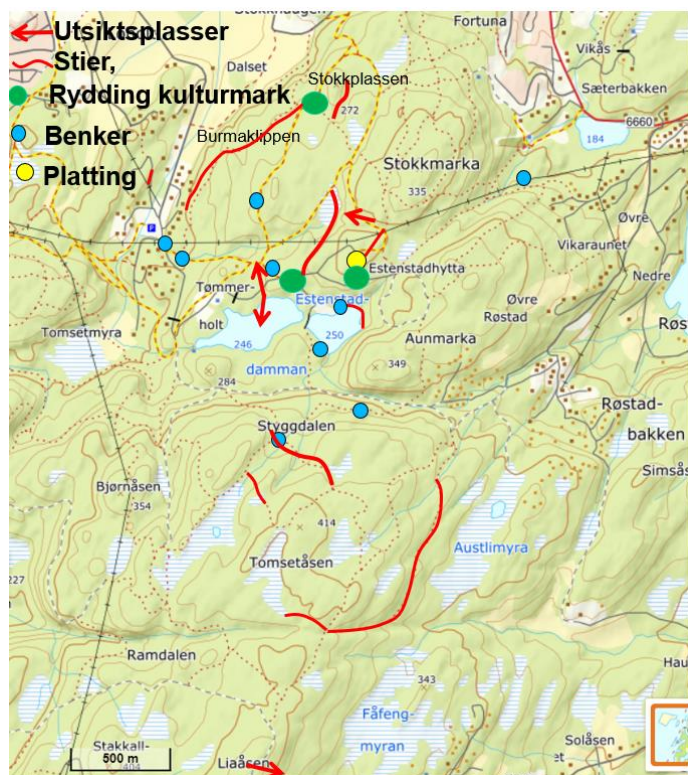 Stokkhaugen
Utsiktsplasser
Stier,
Rydding kulturmark
Benker
Platting
Fortuna
Vikås
Dalset
Stokkplassen
272
Sæterbakken
6660
184
Burmaklippen
Stokkmarka
335
Øvre
Vikaraunet
Nedre
P
Estenstadhytta
Tømmer-
holt
Estenstad-
damman
Øvre
Røstad
Tomsetmyra
246
250
Aunmarka
349
284
Røstad-
bakken
Styggdalen
Simsås
Bjørnåsen
354
414
Austlimyra
Tomsetåsen
227
Ramdalen
343
Fåfeng-
myran
Solåsen
Stakkall-
404
500 m
Liaåsen